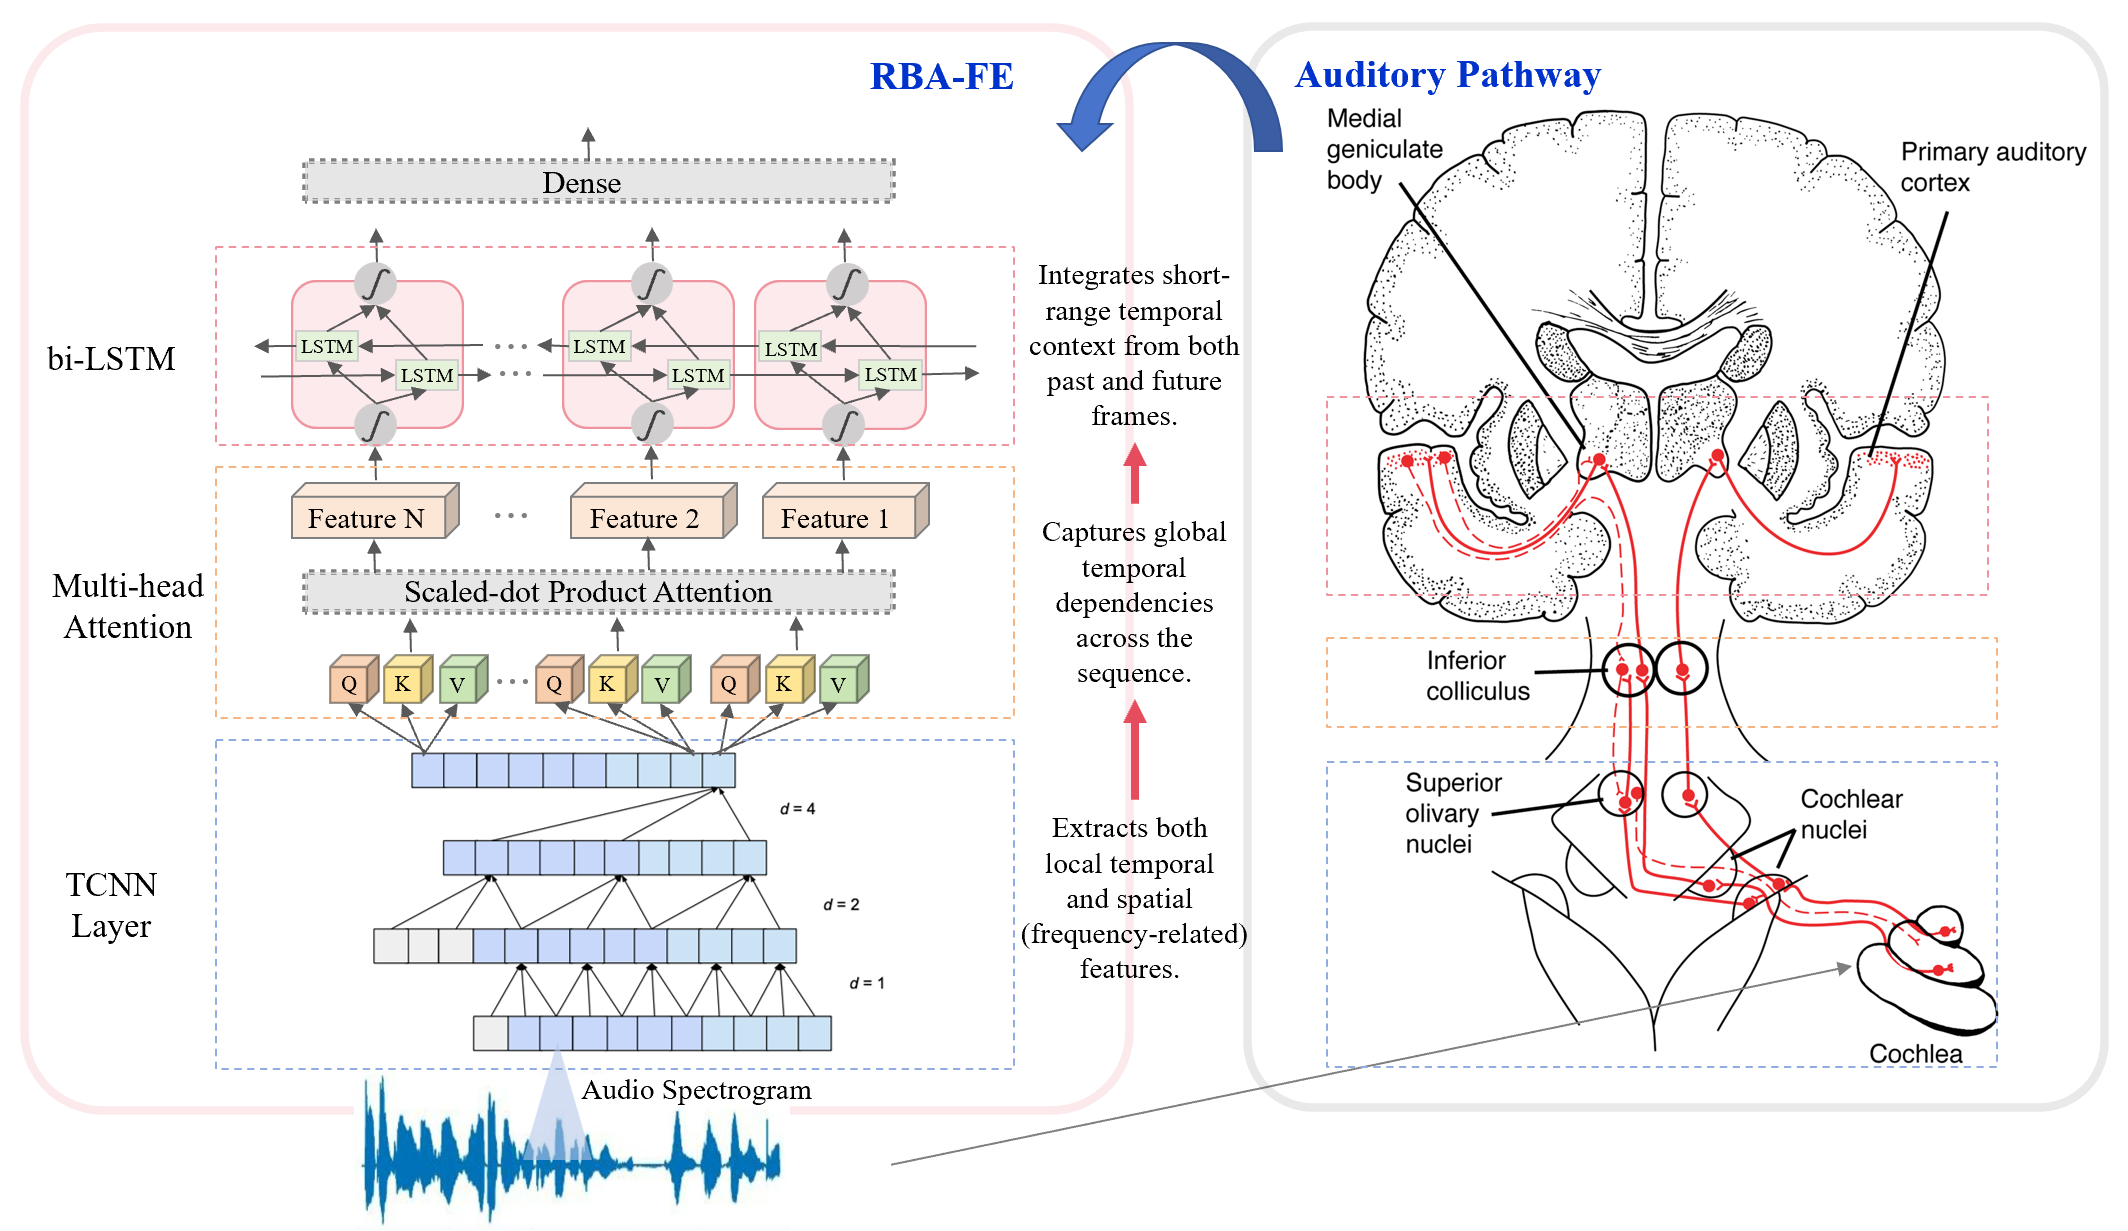 RBA-FE
Auditory Pathway
Dense
bi-LSTM
LSTM
LSTM
LSTM
LSTM
LSTM
LSTM
...
...
Feature N
...
Feature 2
Feature 1
Multi-head
Attention
Scaled-dot Product Attention
Q
K
V
...
Q
K
V
Q
K
V
TCNN
Layer
d = 4
d = 2
d = 1
Audio Spectrogram
Integrates short-
range temporal
context from both
past and future
frames.
Captures global
temporal
dependencies
across the
sequence.
Extracts both
local temporal
and spatial
(frequency-related)
features.
Medial
geniculate
body
Primary auditory
cortex
Inferior
colliculus
Superior
olivary
nuclei
Cochlear
nuclei
Cochlea